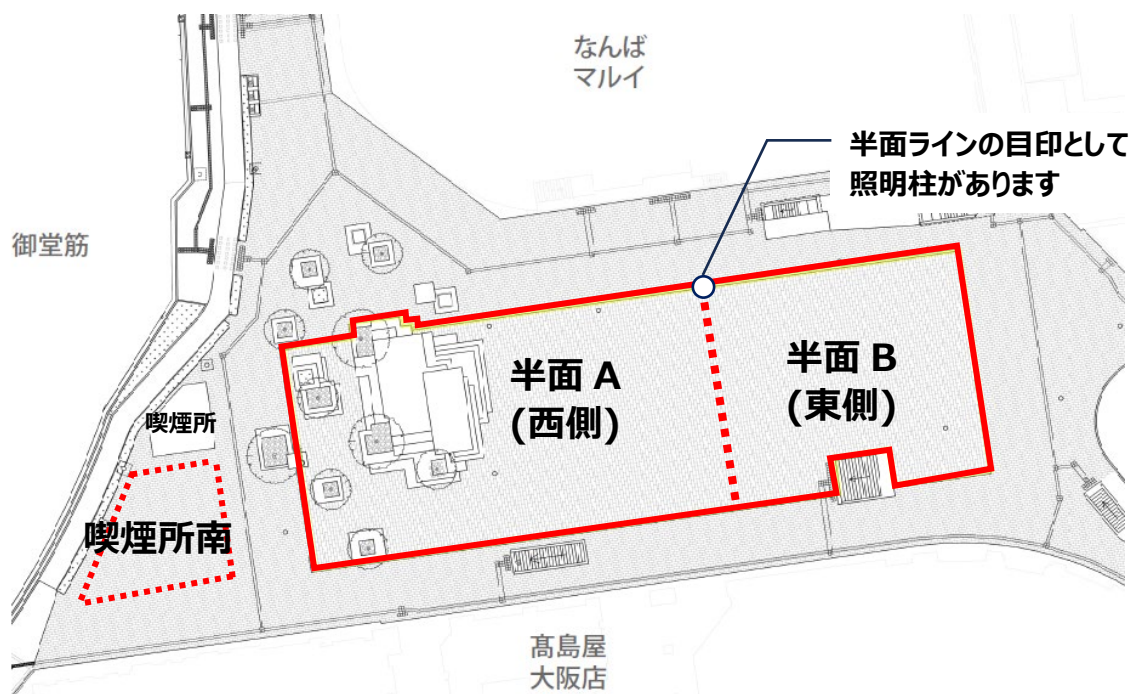 なんば
マルイ
半面ラインの目印として
照明柱があります
御堂筋
半面 A
(西側)
半面 B
(東側)
喫煙所
喫煙所南
髙島屋
大阪店